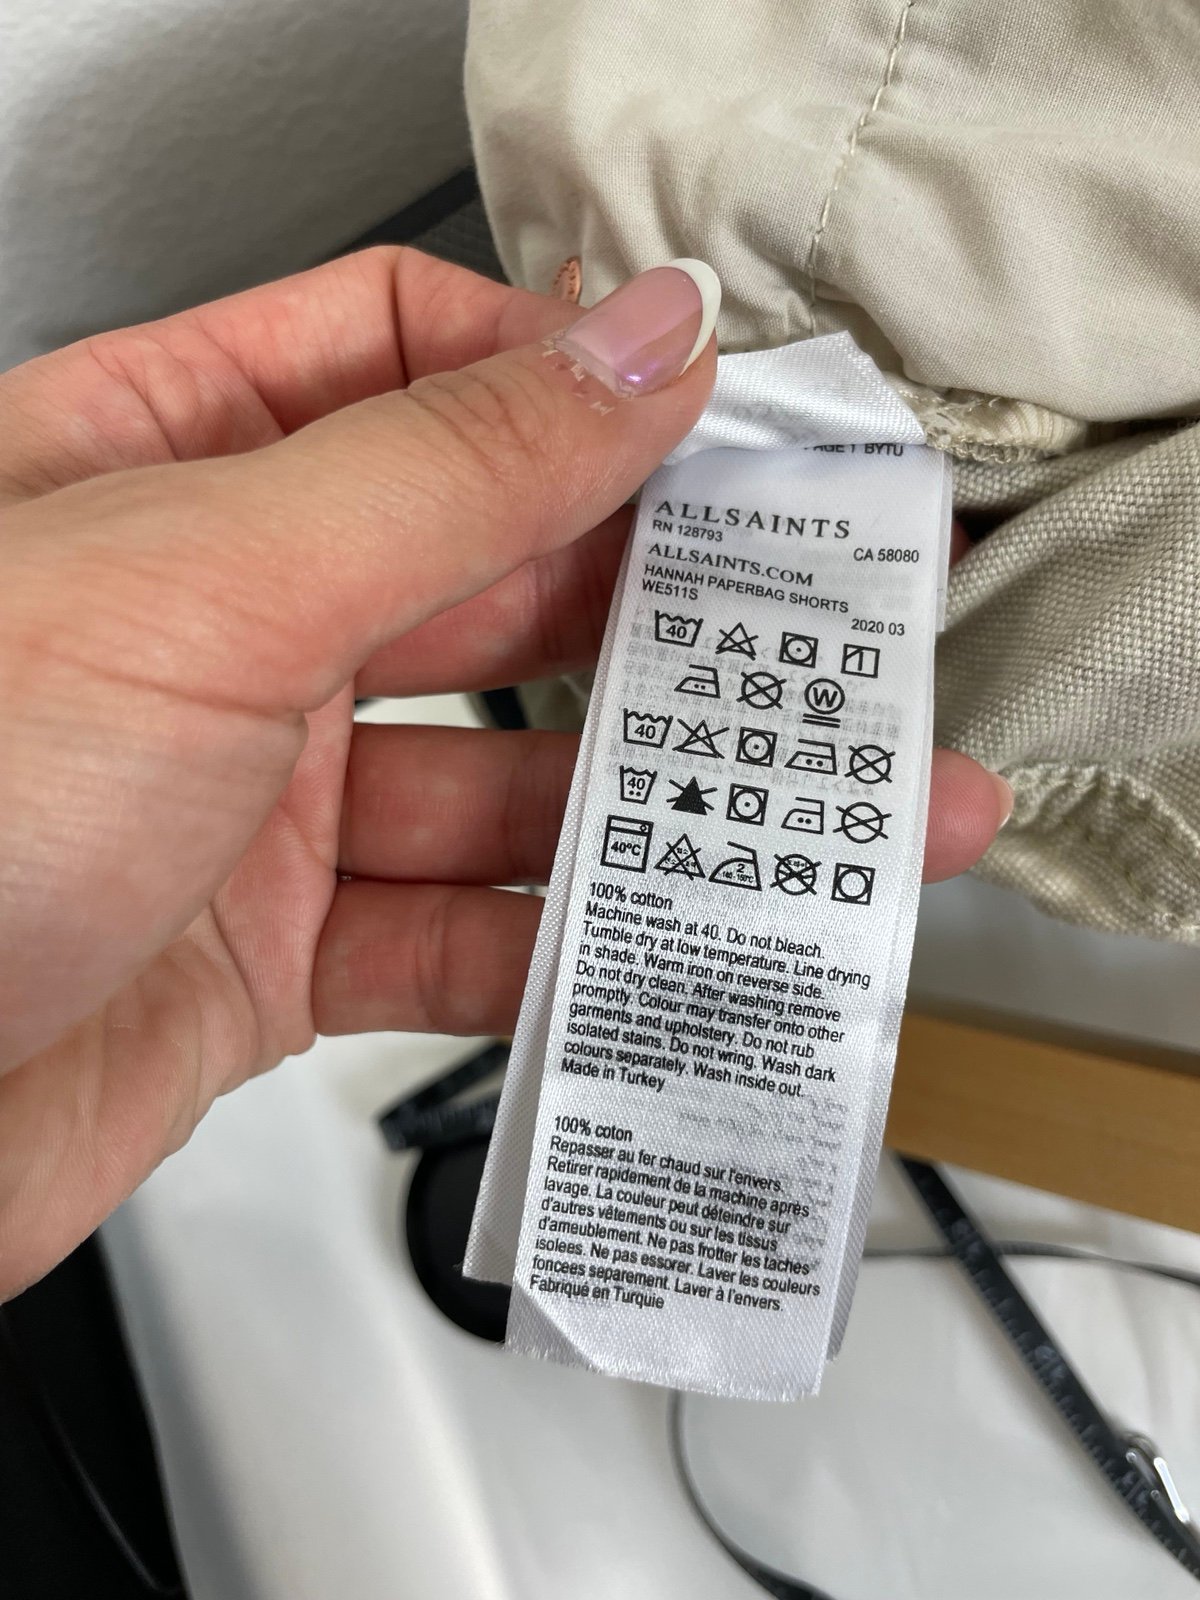 BYTU
ALLSAINTS
RN 128793
CA 58080
ALLSAINTS.COM
HANNAH PAPERBAG SHORTS
WE511S
2020 03
40
W
40
40
40°C
2
100% cotton
Machine wash at 40. Do not bleach.
Tumble dry at low temperature. Line drying
in shade. Warm iron on reverse side.
Do not dry clean. After washing remove
promptly. Colour may transfer onto other
garments and upholstery. Do not rub
isolated stains. Do not wring. Wash dark
colours separately. Wash inside out.
Made in Turkey
100% coton
Repasser au fer chaud sur l'envers.
Retirer rapidement de la machine après
lavage. La couleur peut déteindre sur
d'autres vêtements ou sur les tissus
d'ameublement. Ne pas frotter les taches
isolees. Ne pas essorer. Laver les couleurs
foncees separement. Laver à l'envers.
Fabriqué en Turquie